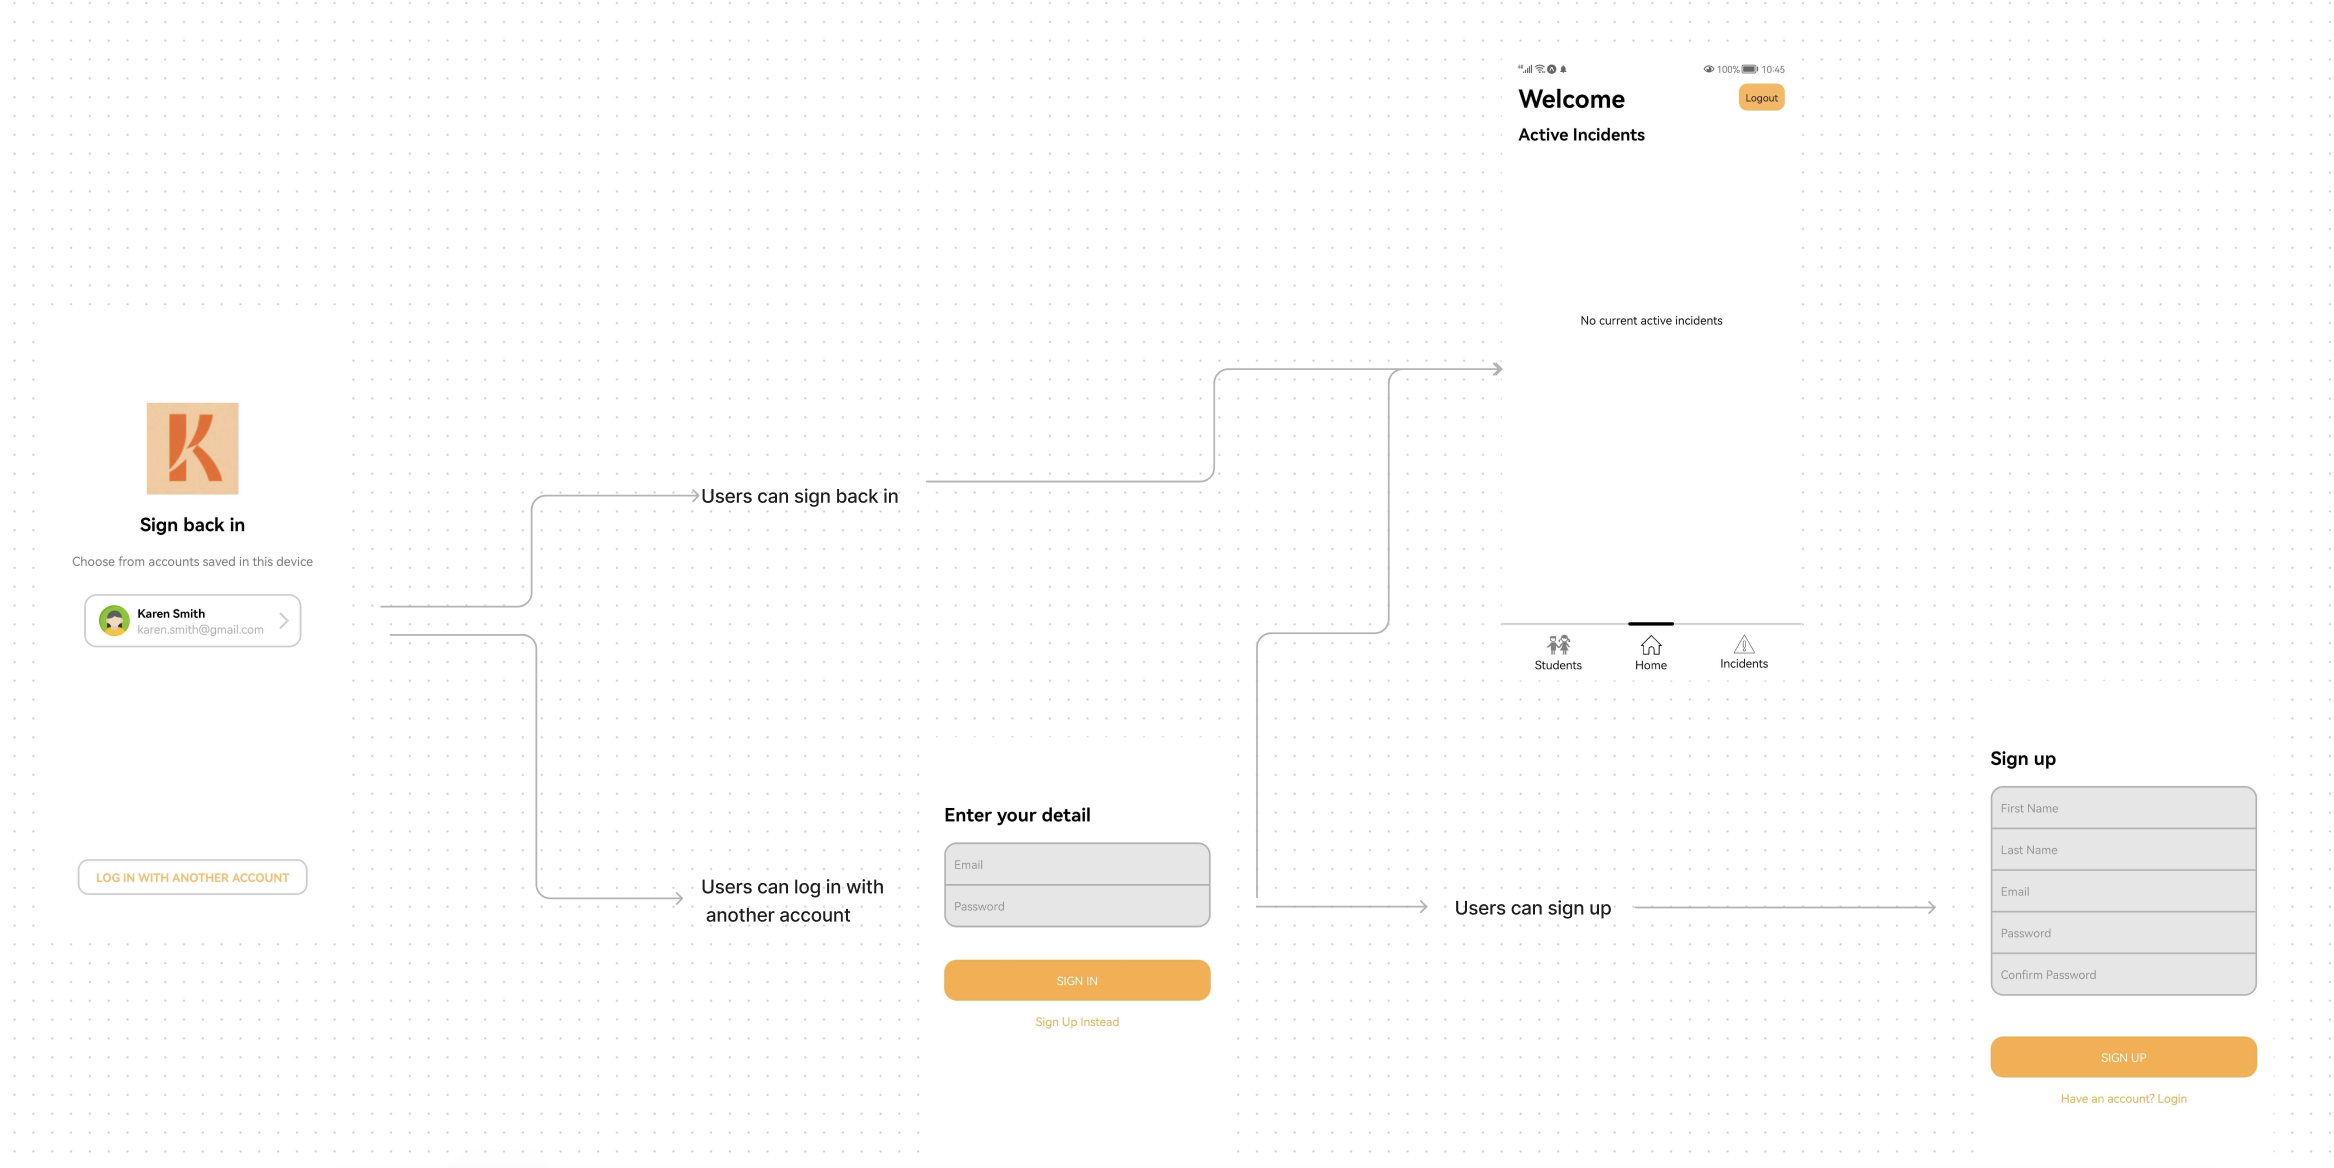 K
Sign back in
Choose from accounts saved in this device
Karen Smith
karen.smith@gmail.com
LOG IN WITH ANOTHER ACCOUNT
Users can sign back in
Users can log in with
another account
Enter your detail
Email
Password
SIGN IN
Sign Up Instead
100% 10:45
Welcome
Logout
Active Incidents
No current active incidents
Students
Home
Incidents
Users can sign up
Sign up
First Name
Last Name
Email
Password
Confirm Password
SIGN UP
Have an account? Login